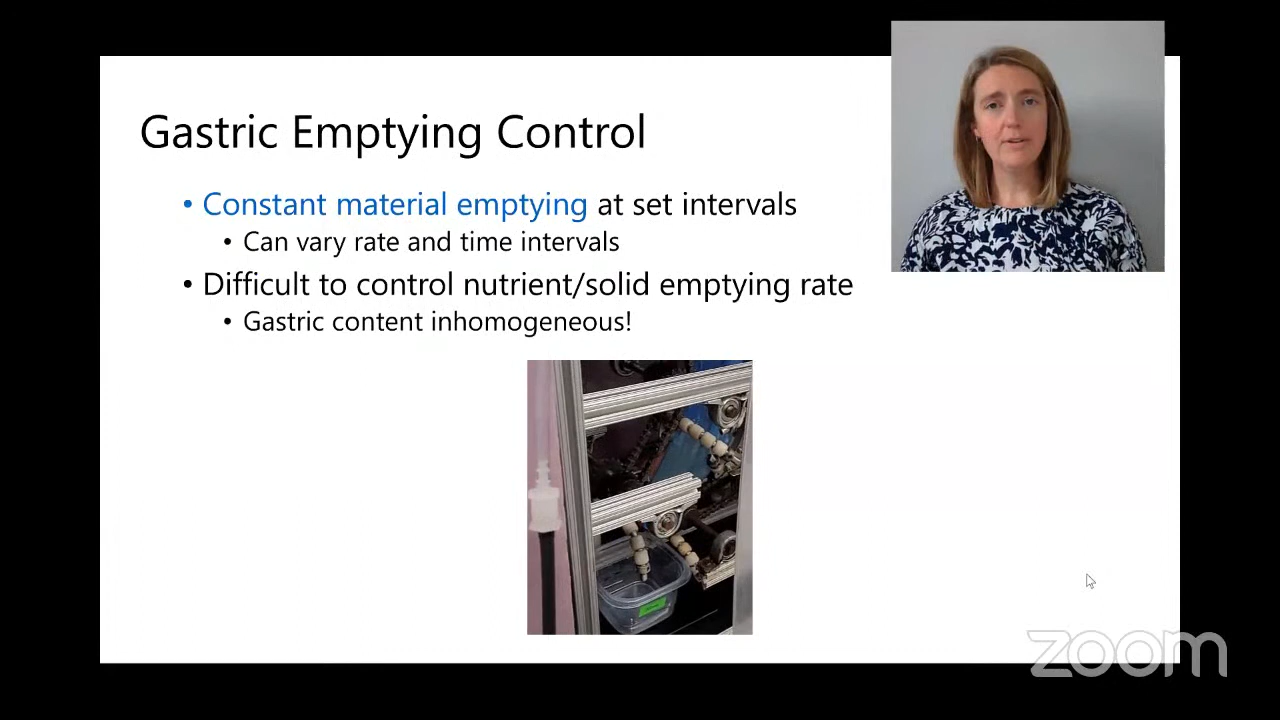 Gastric Emptying Control
• Constant material emptying at set intervals
• Can vary rate and time intervals
• Difficult to control nutrient/solid emptying rate
• Gastric content inhomogeneous!
zoom